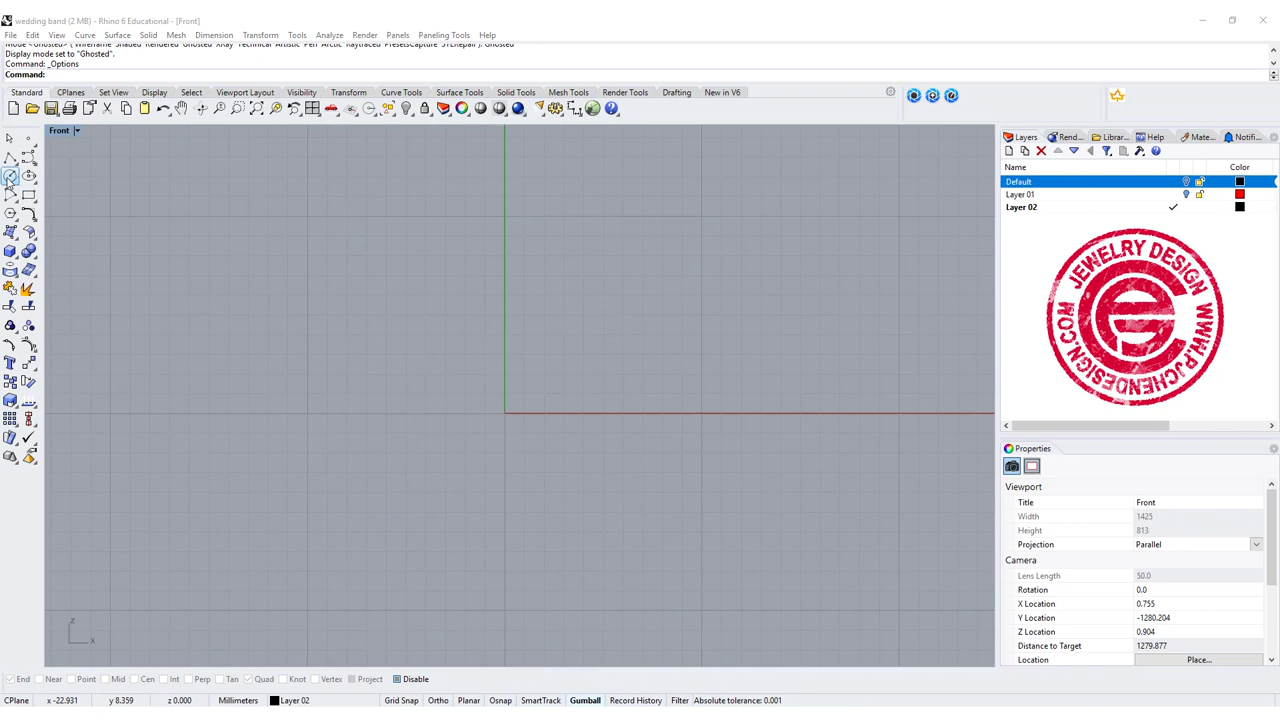 wedding band (2 MB) - Rhino 6 Educational - [Front]
File Edit View Curve Surface Solid Mesh Dimension Transform Tools Analyze Render Panels Paneling Tools Help
Display mode set to "Ghosted".
Command: _Options
Command:
Standard CPlanes Set View Display Select Viewport Layout Visibility Transform Curve Tools Surface Tools Solid Tools Mesh Tools Render Tools Drafting New in V6
Front
Layers Rend... Librar... Help Mate... Notifi...
Name Color
Default
Layer 01
Layer 02
JEWELRY DESIGN
WWW.PJCHENDESIGN.COM
Properties
Viewport
Title Front
Width 1425
Height 813
Projection Parallel
Camera
Lens Length 50.0
Rotation 0.0
X Location 0.755
Y Location -1280.204
Z Location 0.904
Distance to Target 1279.877
Location Place...
z
x
End Near Point Mid Cen Int Perp Tan Quad Knot Vertex Project Disable
CPlane x -22.931 y 8.359 z 0.000 Millimeters Layer 02 Grid Snap Ortho Planar Osnap SmartTrack Gumball Record History Filter Absolute tolerance: 0.001